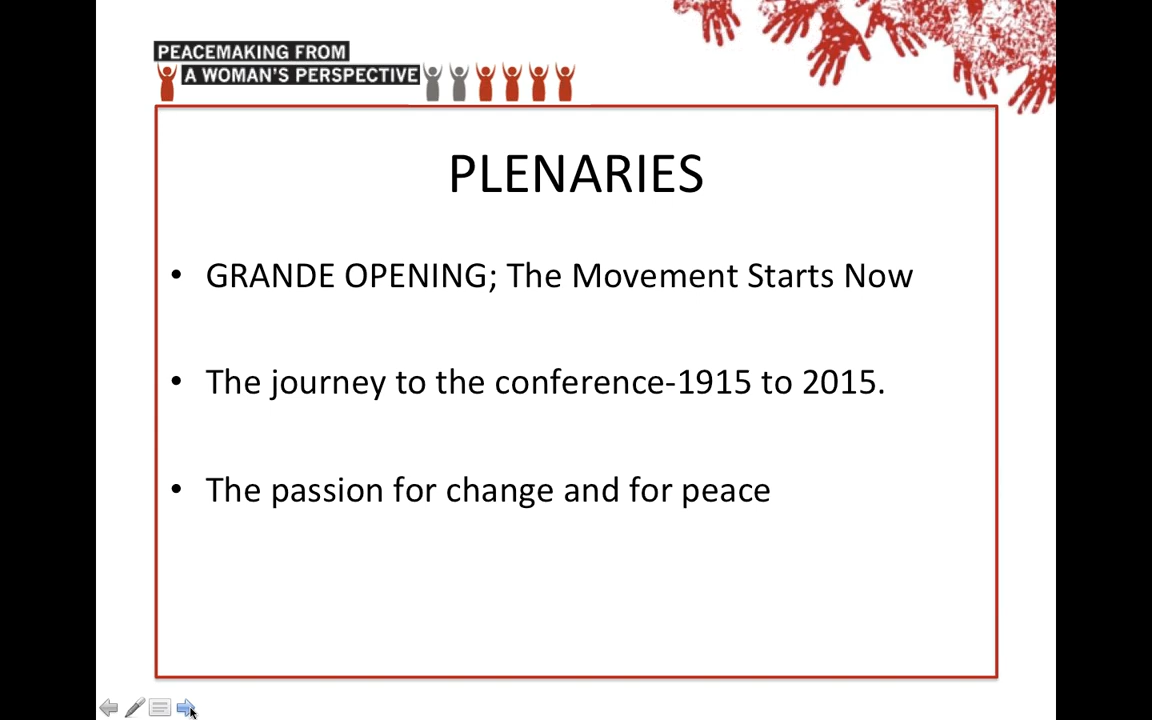 PEACEMAKING FROM
A WOMAN'S PERSPECTIVE
PLENARIES
• GRANDE OPENING; The Movement Starts Now
• The journey to the conference-1915 to 2015.
• The passion for change and for peace